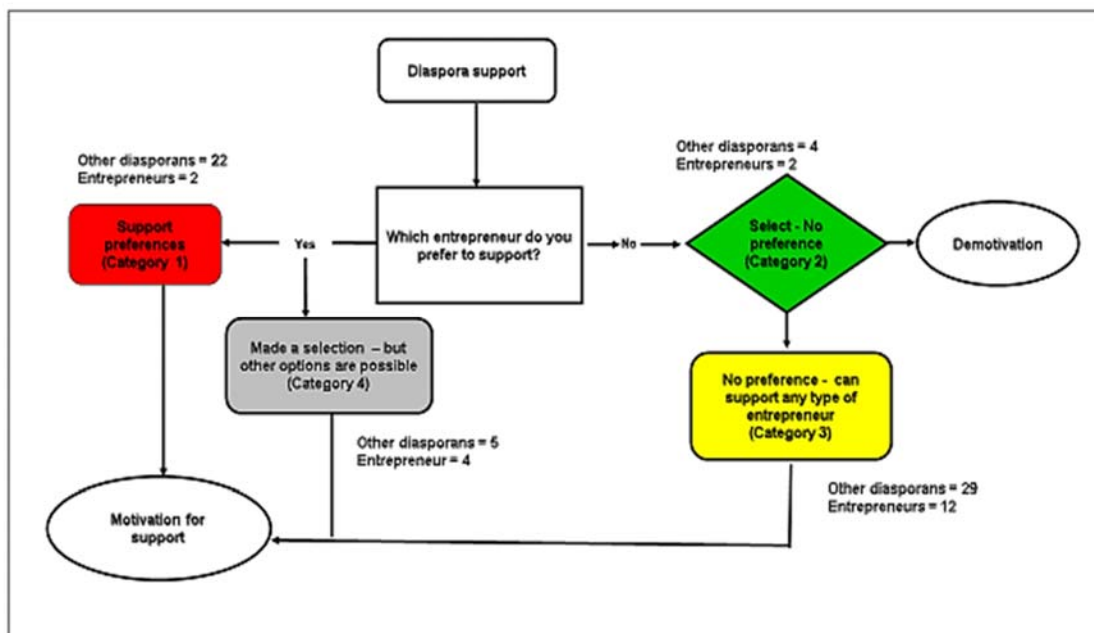 Diaspora support
Other diasporans = 22
Entrepreneurs = 2
Other diasporans = 4
Entrepreneurs = 2
Support
preferences
(Category 1)
Yes
Which entrepreneur do you
prefer to support?
No
Select - No
preference
(Category 2)
Demotivation
Made a selection – but
other options are possible
(Category 4)
No preference - can
support any type of
entrepreneur
(Category 3)
Other diasporans = 5
Entrepreneur = 4
Other diasporans = 29
Entrepreneurs = 12
Motivation for
support